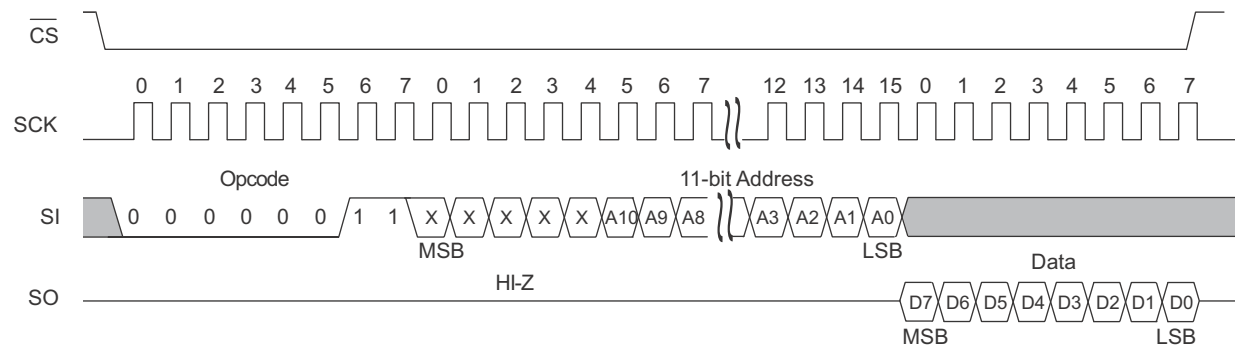 CS
0 1 2 3 4 5 6 7 0 1 2 3 4 5 6 7 12 13 14 15 0 1 2 3 4 5 6 7
SCK
Opcode 11-bit Address
SI 0 0 0 0 0 0 1 1 X X X X X A10 A9 A8 A3 A2 A1 A0
MSB LSB Data
HI-Z
SO D7 D6 D5 D4 D3 D2 D1 D0
MSB LSB